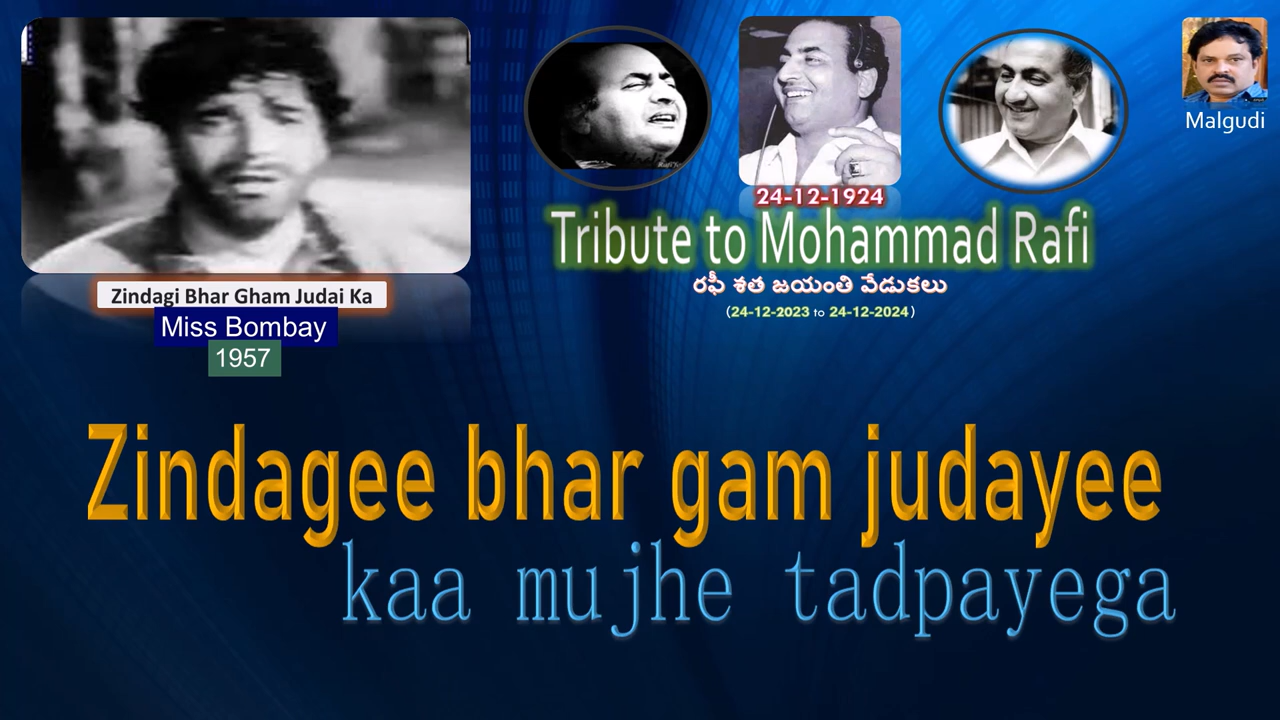 Malgudi
24-12-1924
Tribute to Mohammad Rafi
రఫీ శత జయంతి వేడుకలు
(24-12-2023 to 24-12-2024)
Zindagi Bhar Gham Judai Ka
Miss Bombay
1957
Zindagee bhar gam judayee
kaa mujhe tadpayega